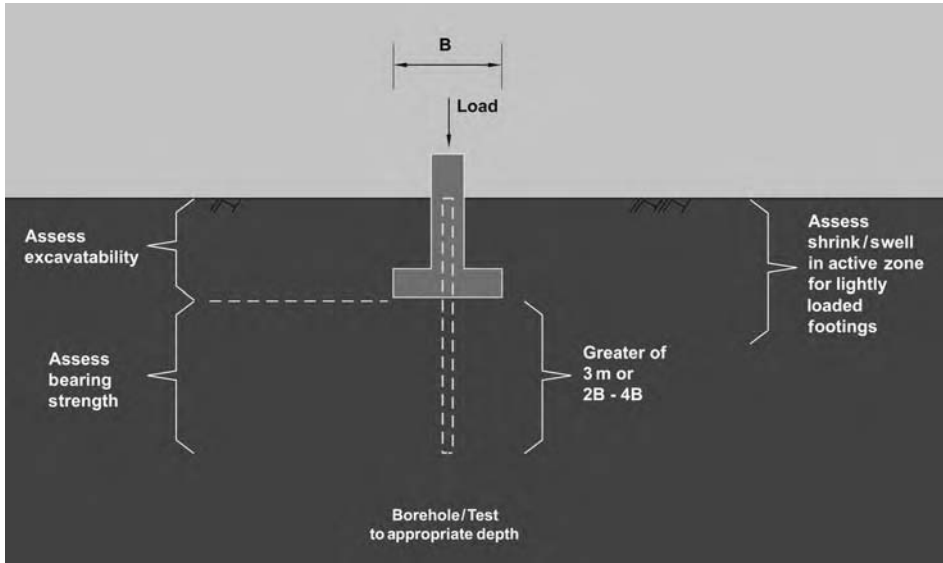 B
Load
Assess
excavatability
Assess
shrink/swell
in active zone
for lightly
loaded
footings
Assess
bearing
strength
Greater of
3 m or
2B - 4B
Borehole/Test
to appropriate depth